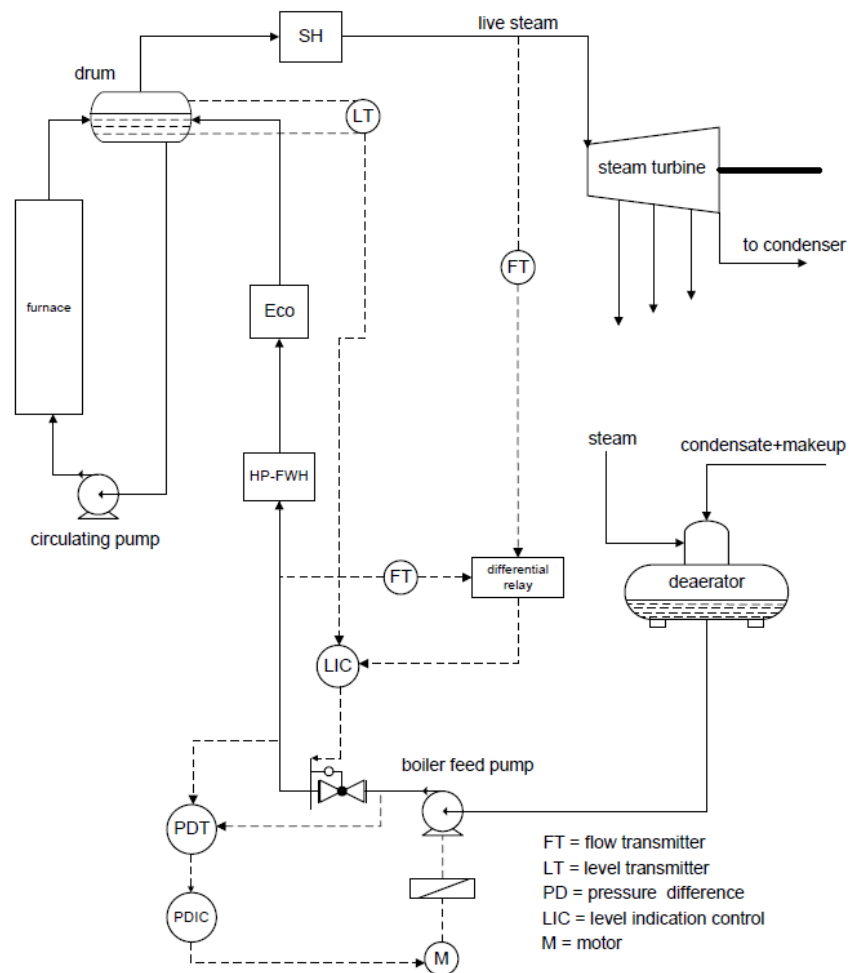 SH
live steam
drum
LT
steam turbine
to condenser
FT
furnace
Eco
steam
condensate+makeup
HP-FWH
circulating pump
FT
differential
relay
deaerator
LIC
boiler feed pump
PDT
FT = flow transmitter
LT = level transmitter
PD = pressure difference
PDIC
LIC = level indication control
M
M = motor